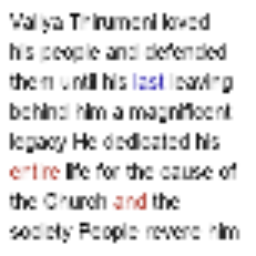 Valiya Thirumeni loved
his people and defended
them until his last leaving
behind him a magnificent
legacy He dedicated his
entire life for the cause of
the Church and the
society People revere him